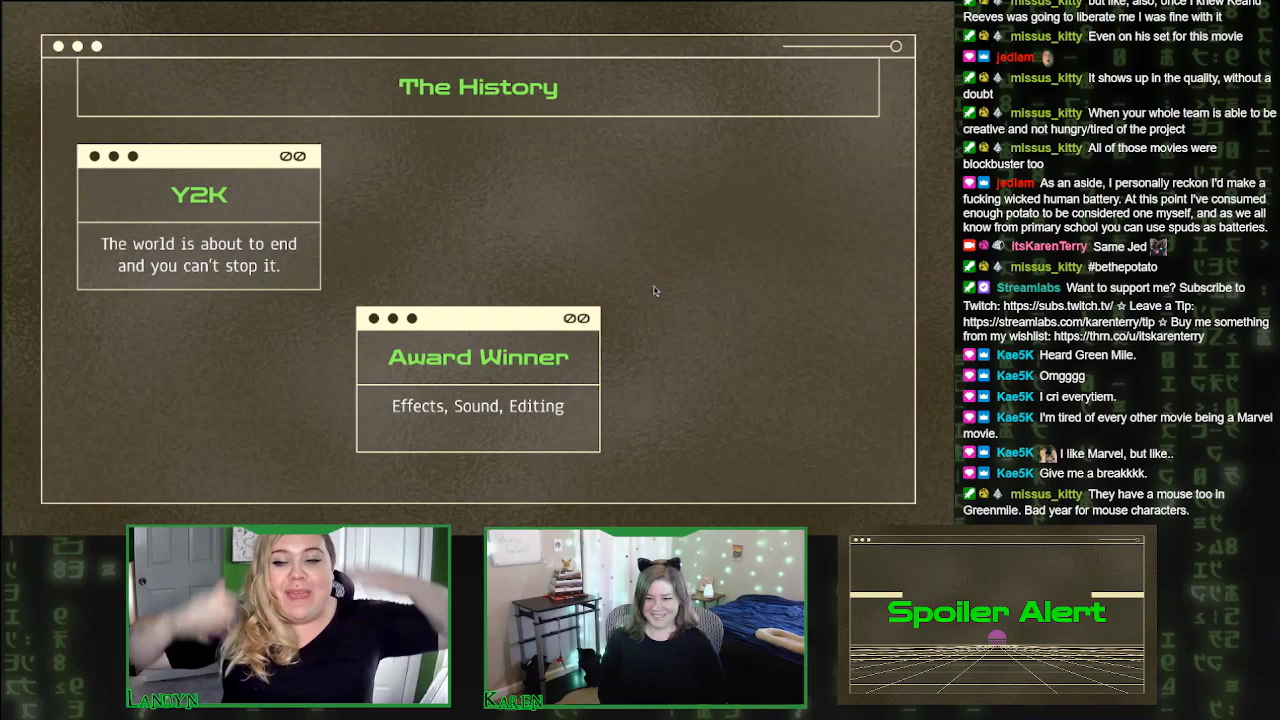 The History
Y2K
The world is about to end
and you can't stop it.
Award Winner
Effects, Sound, Editing
LANDYN
KAREN
Spoiler Alert
Reeves was going to liberate me I was fine with it
missus_kitty Even on his set for this movie
jedlam
missus_kitty It shows up in the quality, without a
doubt
missus_kitty When your whole team is able to be
creative and not hungry/tired of the project
missus_kitty All of those movies were
blockbuster too
jedlam As an aside, I personally reckon I'd make a
fucking wicked human battery. At this point I've consumed
enough potato to be considered one myself, and as we all
know from primary school you can use spuds as batteries.
itsKarenTerry Same Jed
missus_kitty #bethepotato
Streamlabs Want to support me? Subscribe to
Twitch: https://subs.twitch.tv/ ☆ Leave a Tip:
https://streamlabs.com/karenterry/tip ☆ Buy me something
from my wishlist: https://thrn.co/u/itskarenterry
Kae5K Heard Green Mile.
Kae5K Omgggg
Kae5K I cri everytiem.
Kae5K I'm tired of every other movie being a Marvel
movie.
Kae5K I like Marvel, but like..
Kae5K Give me a breakkkk.
missus_kitty They have a mouse too in
Greenmile. Bad year for mouse characters.